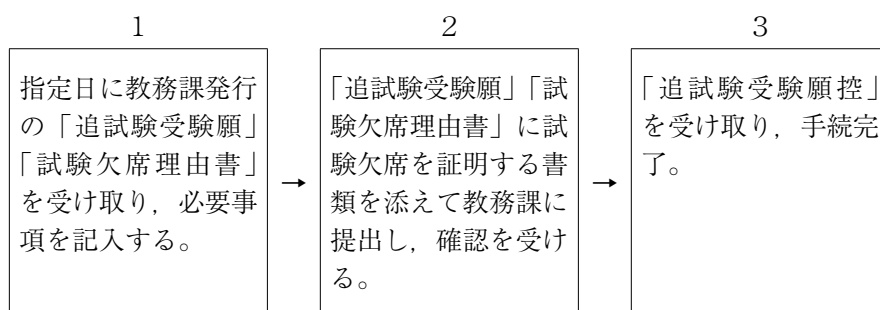 1
指定日に教務課発行
の「追試験受験願」
「試験欠席理由書」
を受け取り，必要事
項を記入する。
→
2
「追試験受験願」「試
験欠席理由書」に試
験欠席を証明する書
類を添えて教務課に
提出し，確認を受け
る。
→
3
「追試験受験願控」
を受け取り，手続完
了。